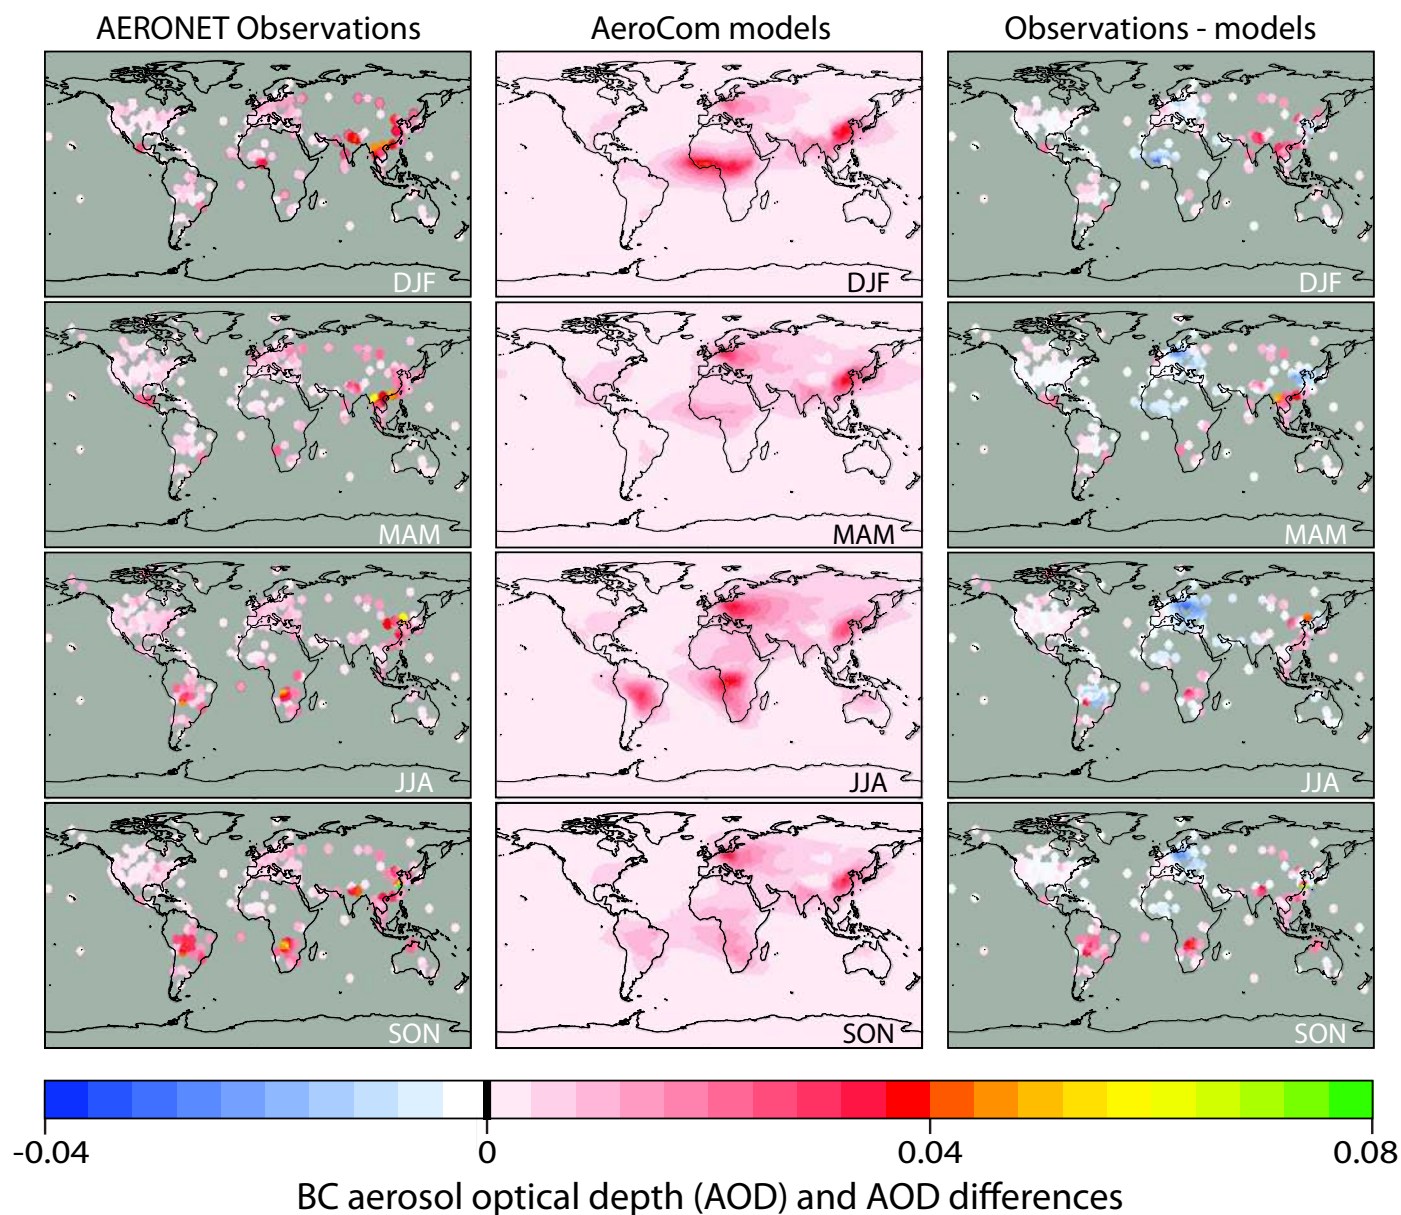 AERONET Observations
AeroCom models
Observations - models
DJF
DJF
DJF
MAM
MAM
MAM
JJA
JJA
JJA
SON
SON
SON
-0.04
0
0.04
0.08
BC aerosol optical depth (AOD) and AOD differences